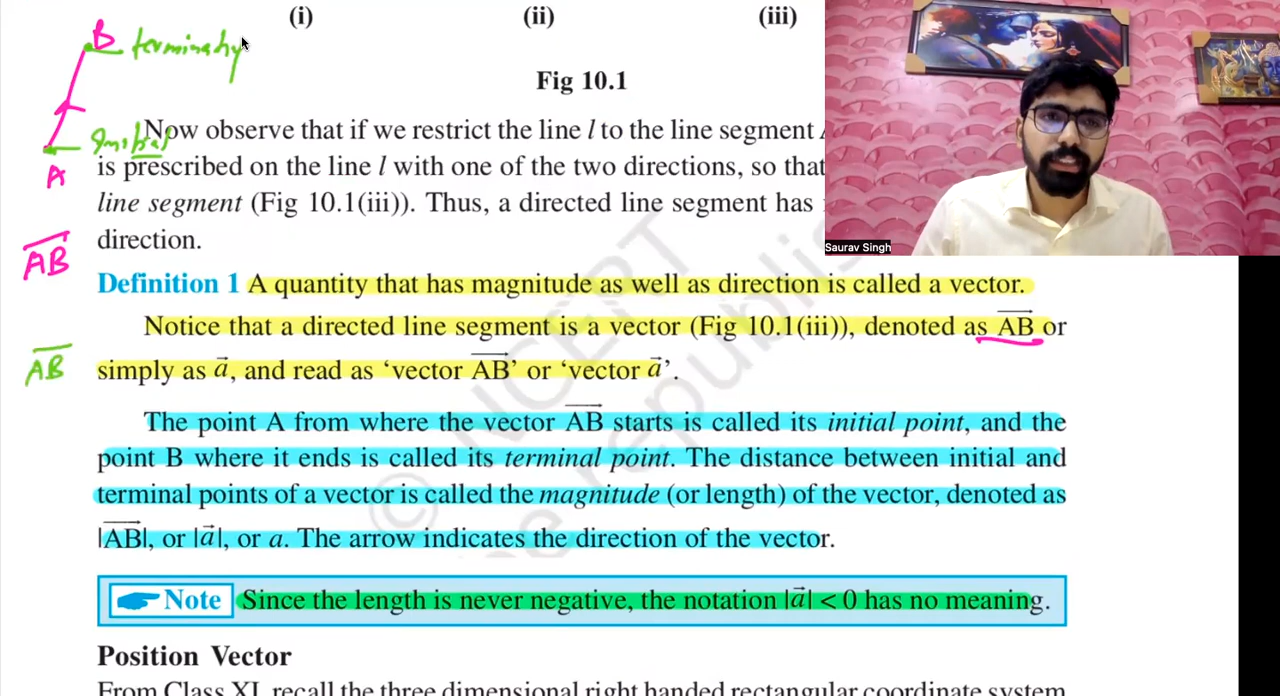 (i) (ii) (iii)
B
Fig 10.1
Now observe that if we restrict the line l to the line segment
A
is prescribed on the line l with one of the two directions, so that
line segment (Fig 10.1(iii)). Thus, a directed line segment has
direction.
Saurav Singh
AB
Definition 1 A quantity that has magnitude as well as direction is called a vector.
Notice that a directed line segment is a vector (Fig 10.1(iii)), denoted as AB⃗ or
AB
simply as a⃗, and read as ‘vector AB⃗’ or ‘vector a⃗’.
The point A from where the vector AB⃗ starts is called its initial point, and the
point B where it ends is called its terminal point. The distance between initial and
terminal points of a vector is called the magnitude (or length) of the vector, denoted as
|AB⃗|, or |a⃗|, or a. The arrow indicates the direction of the vector.
Note Since the length is never negative, the notation |a⃗| < 0 has no meaning.
Position Vector
From Class XI, recall the three dimensional right handed rectangular coordinate system
© NCERT
republis